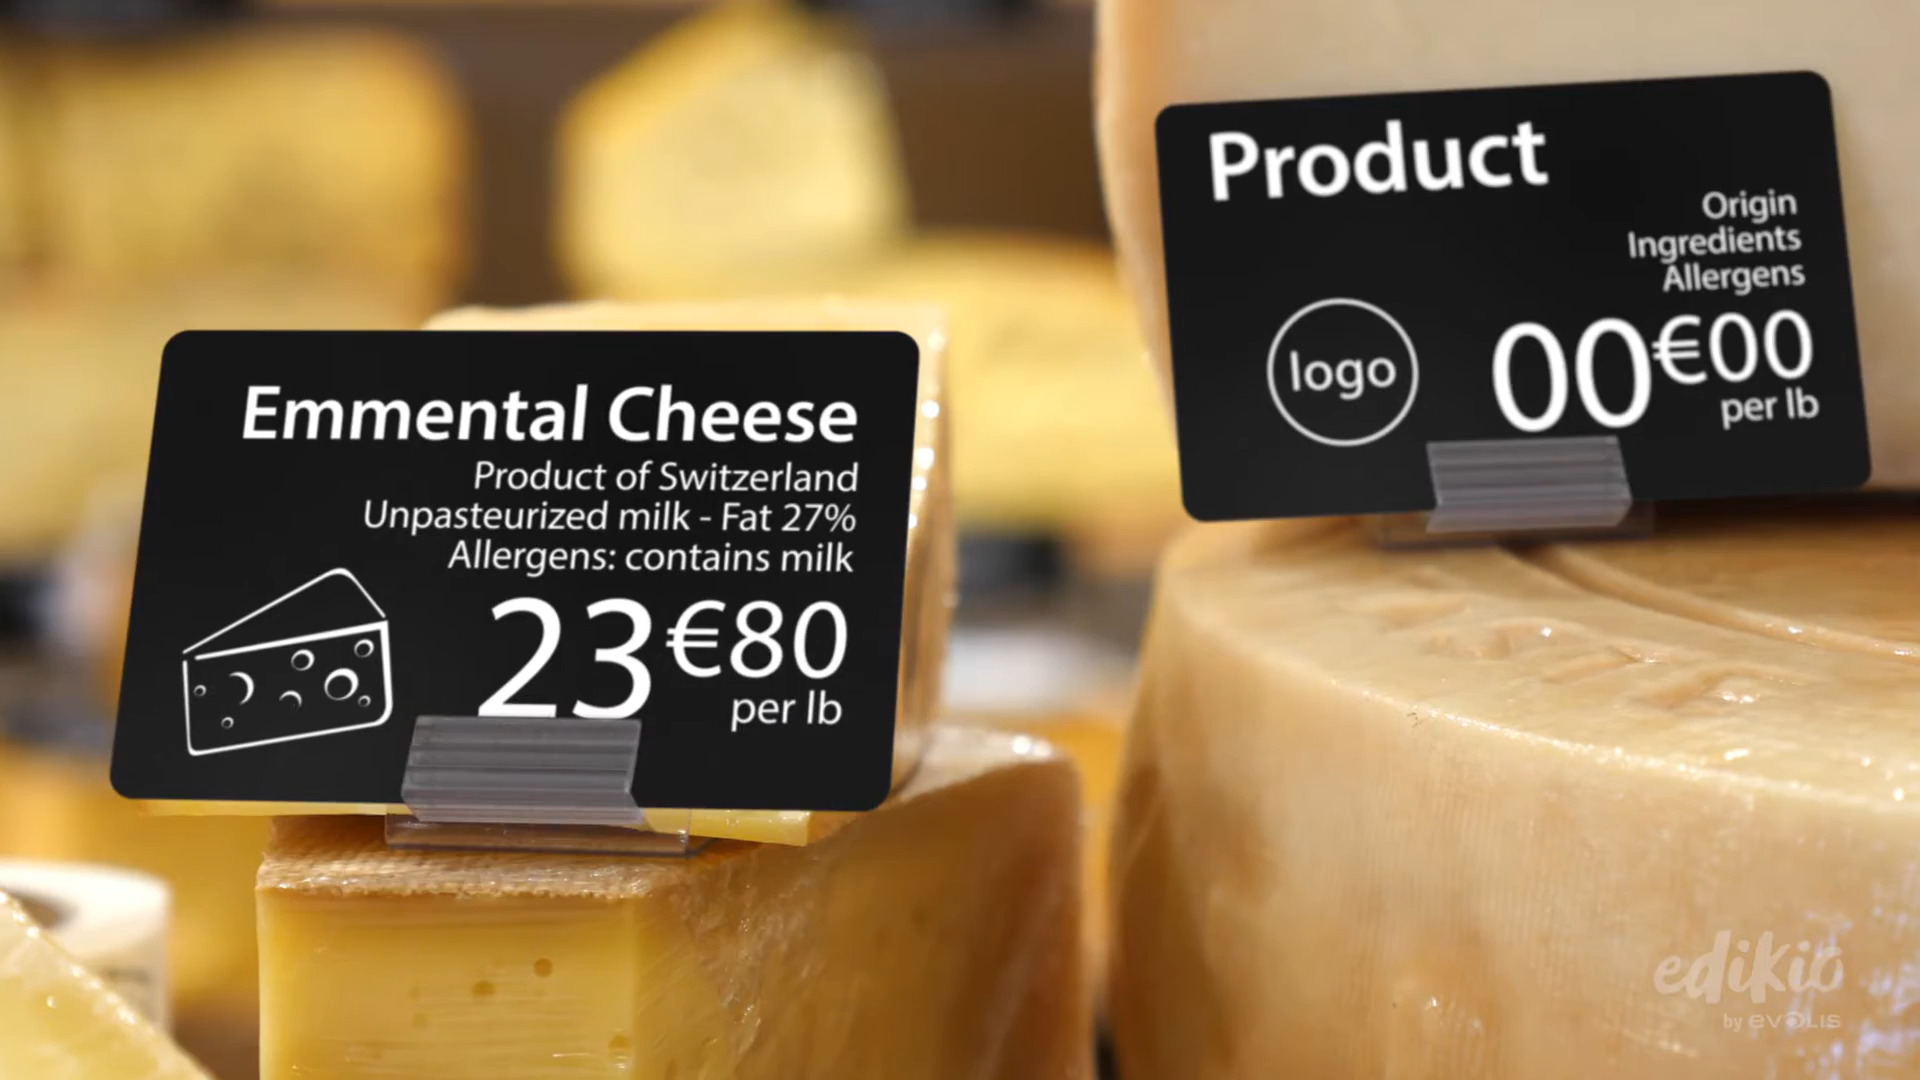 Emmental Cheese
Product of Switzerland
Unpasteurized milk - Fat 27%
Allergens: contains milk
23€80
per lb
Product
Origin
Ingredients
Allergens
logo
00€00
per lb
edikio
by evolis